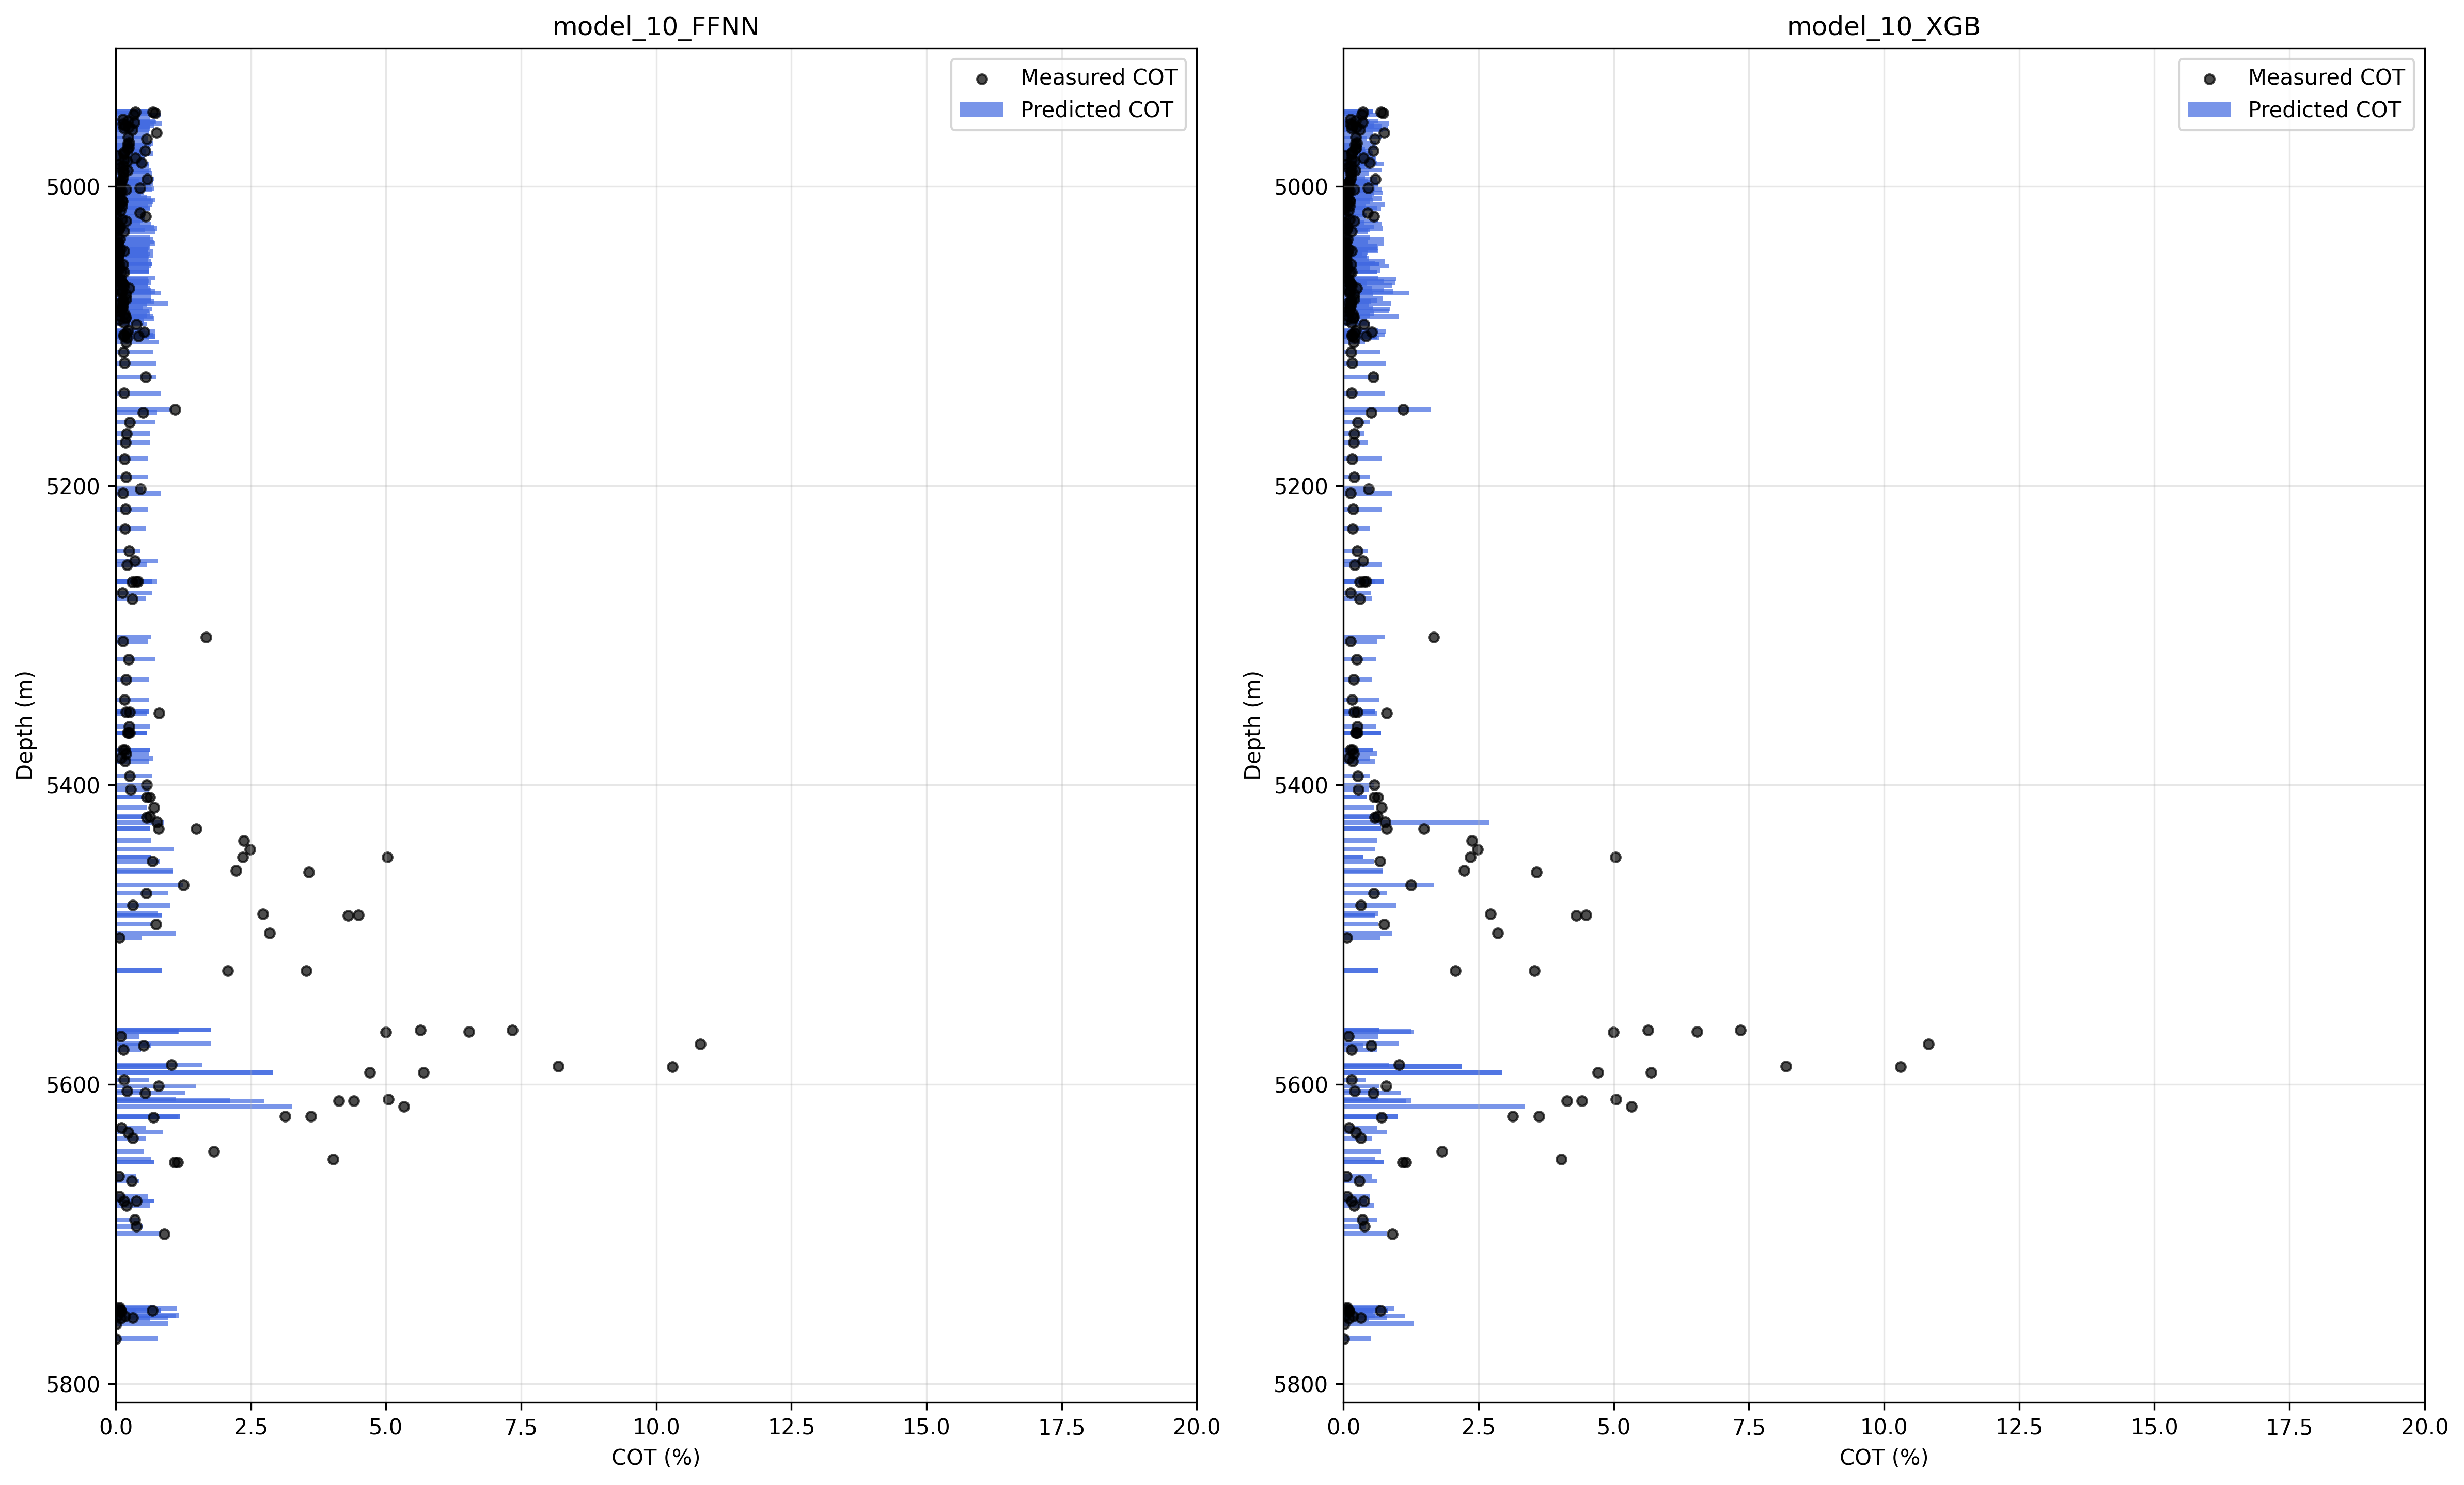 model_10_FFNN
Measured COT
Predicted COT
5000
5200
5400
5600
5800
Depth (m)
0.0
2.5
5.0
7.5
10.0
12.5
15.0
17.5
20.0
COT (%)
model_10_XGB
Measured COT
Predicted COT
5000
5200
5400
5600
5800
Depth (m)
0.0
2.5
5.0
7.5
10.0
12.5
15.0
17.5
20.0
COT (%)